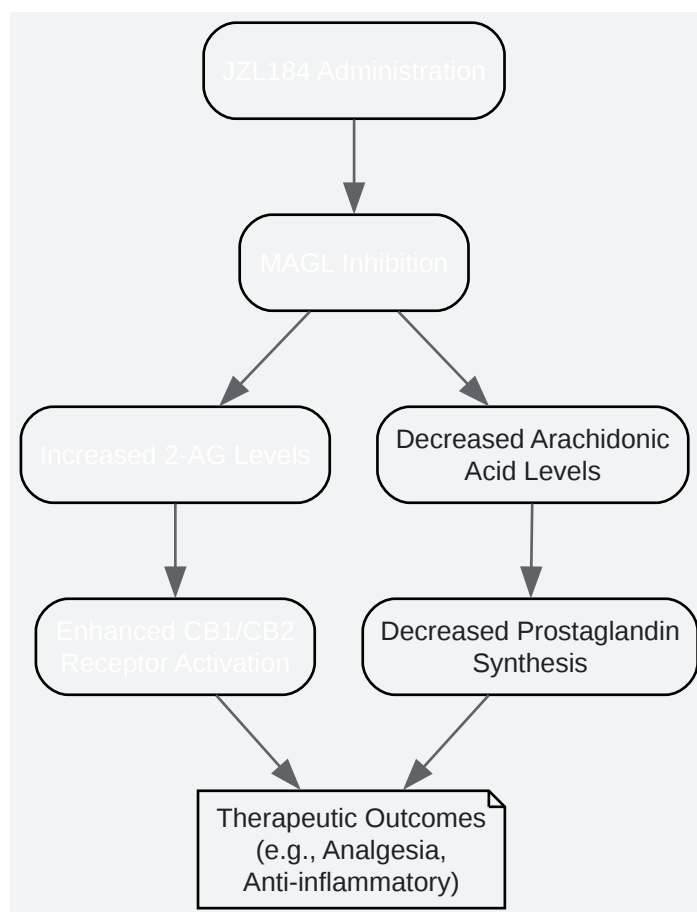 JZL184 Administration
MAGL Inhibition
Increased 2-AG Levels
Decreased Arachidonic
Acid Levels
Enhanced CB1/CB2
Receptor Activation
Decreased Prostaglandin
Synthesis
Therapeutic Outcomes
(e.g., Analgesia,
Anti-inflammatory)